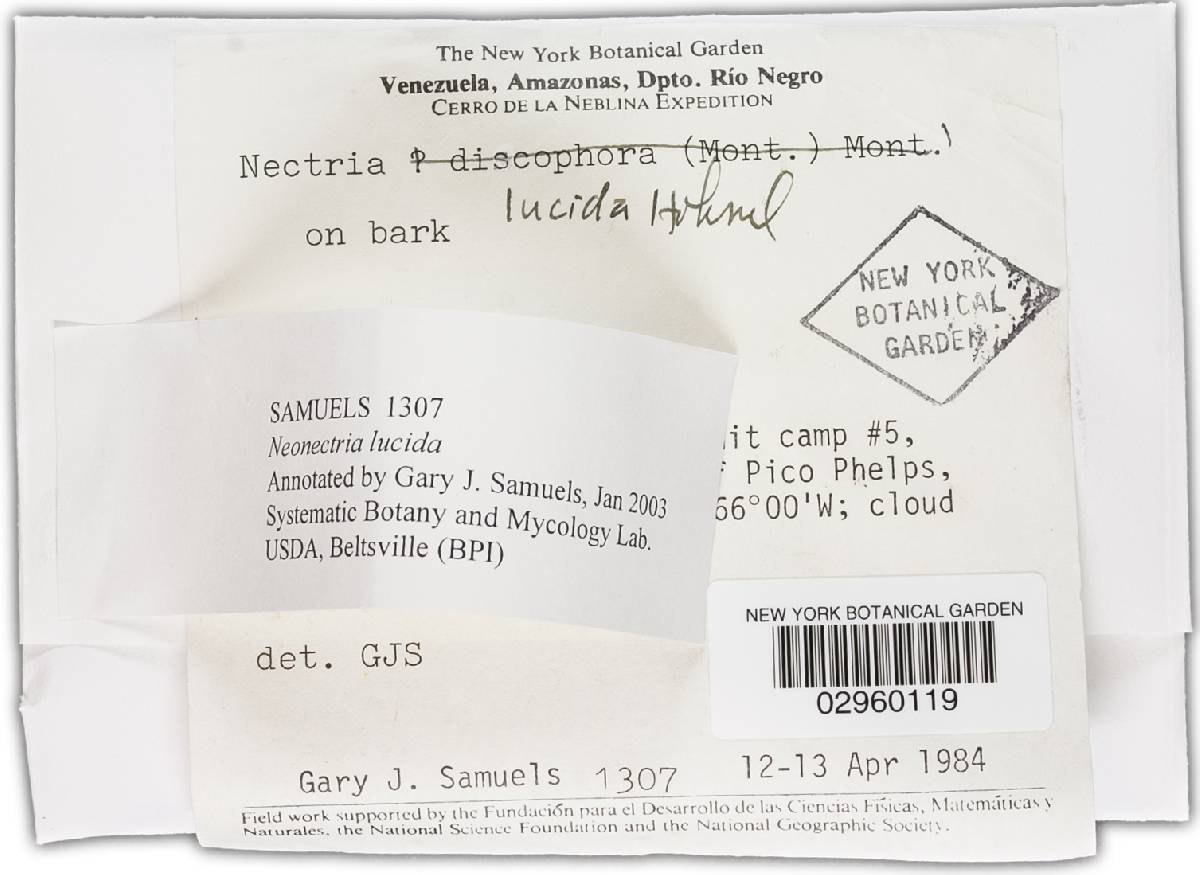 The New York Botanical Garden
Venezuela, Amazonas, Dpto. Río Negro
CERRO DE LA NEBLINA EXPEDITION
Nectria ? discophora (Mont.) Mont.
lucida Höhnel
on bark
NEW YORK
BOTANICAL
GARDEN
SAMUELS 1307
Neonectria lucida
Annotated by Gary J. Samuels, Jan 2003
Systematic Botany and Mycology Lab.
USDA, Beltsville (BPI)
it camp #5,
Pico Phelps,
66°00'W; cloud
NEW YORK BOTANICAL GARDEN
02960119
det. GJS
Gary J. Samuels 1307
12-13 Apr 1984
Field work supported by the Fundación para el Desarrollo de las Ciencias Físicas, Matemáticas y
Naturales, the National Science Foundation and the National Geographic Society.